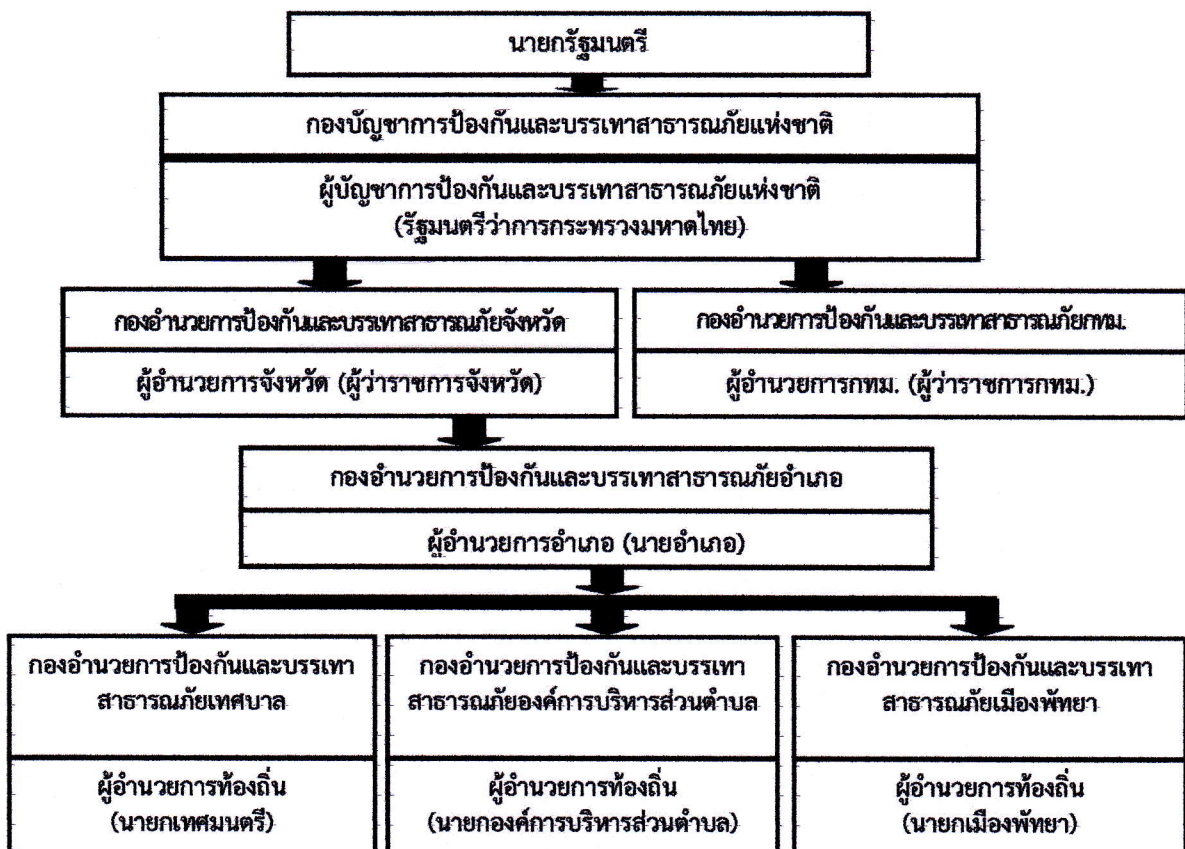 นายกรัฐมนตรี
กองบัญชาการป้องกันและบรรเทาสาธารณภัยแห่งชาติ
ผู้บัญชาการป้องกันและบรรเทาสาธารณภัยแห่งชาติ
(รัฐมนตรีว่าการกระทรวงมหาดไทย)
กองอำนวยการป้องกันและบรรเทาสาธารณภัยจังหวัด
กองอำนวยการป้องกันและบรรเทาสาธารณภัยกทม.
ผู้อำนวยการจังหวัด (ผู้ว่าราชการจังหวัด)
ผู้อำนวยการกทม. (ผู้ว่าราชการกทม.)
กองอำนวยการป้องกันและบรรเทาสาธารณภัยอำเภอ
ผู้อำนวยการอำเภอ (นายอำเภอ)
กองอำนวยการป้องกันและบรรเทา
สาธารณภัยเทศบาล
ผู้อำนวยการท้องถิ่น
(นายกเทศมนตรี)
กองอำนวยการป้องกันและบรรเทา
สาธารณภัยองค์การบริหารส่วนตำบล
ผู้อำนวยการท้องถิ่น
(นายกองค์การบริหารส่วนตำบล)
กองอำนวยการป้องกันและบรรเทา
สาธารณภัยเมืองพัทยา
ผู้อำนวยการท้องถิ่น
(นายกเมืองพัทยา)